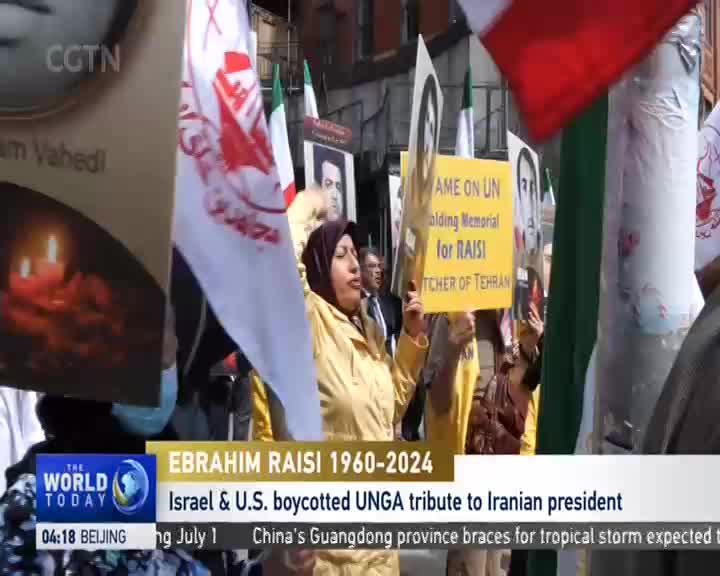 CGTN
am Vahedi
AME ON UN
olding Memorial
for RAISI
TCHER OF TEHRAN
EBRAHIM RAISI 1960-2024
THE
WORLD
TODAY
Israel & U.S. boycotted UNGA tribute to Iranian president
04:18 BEIJING
ng July 1 China's Guangdong province braces for tropical storm expected t